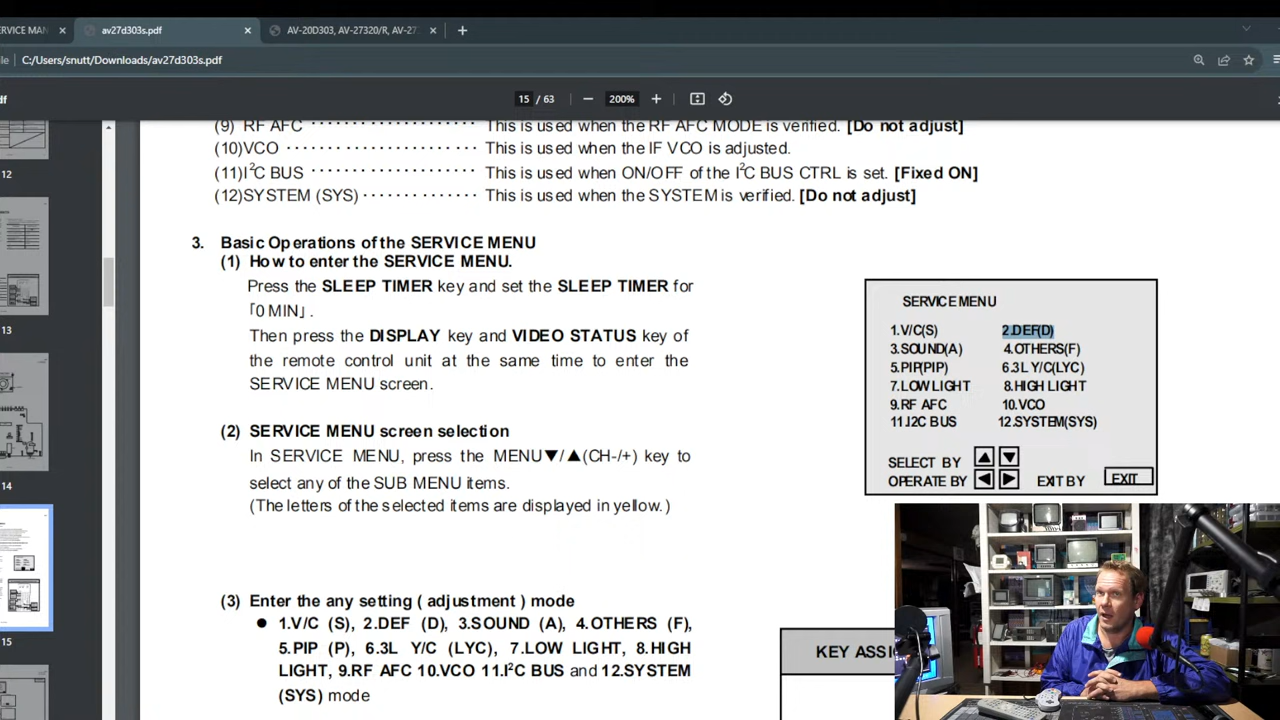 ERVICE MAN
av27d303s.pdf
AV-20D303, AV-27320/R, AV-27
le
C:/Users/snutt/Downloads/av27d303s.pdf
df
15 / 63
200%
12
13
14
15
(9) RF AFC ···················· This is used when the RF AFC MODE is verified. [Do not adjust]
(10)VCO ······················· This is used when the IF VCO is adjusted.
(11)I²C BUS ···················· This is used when ON/OFF of the I²C BUS CTRL is set. [Fixed ON]
(12)SYSTEM (SYS) ·············· This is used when the SYSTEM is verified. [Do not adjust]
3. Basic Operations of the SERVICE MENU
(1) How to enter the SERVICE MENU.
Press the SLEEP TIMER key and set the SLEEP TIMER for
「0 MIN」.
Then press the DISPLAY key and VIDEO STATUS key of
the remote control unit at the same time to enter the
SERVICE MENU screen.
(2) SERVICE MENU screen selection
In SERVICE MENU, press the MENU▼/▲(CH-/+) key to
select any of the SUB MENU items.
(The letters of the selected items are displayed in yellow.)
(3) Enter the any setting ( adjustment ) mode
● 1.V/C (S), 2.DEF (D), 3.SOUND (A), 4.OTHERS (F),
5.PIP (P), 6.3L Y/C (LYC), 7.LOW LIGHT, 8.HIGH
LIGHT, 9.RF AFC 10.VCO 11.I²C BUS and 12.SYSTEM
(SYS) mode
SERVICE MENU
1.V/C(S) 2.DEF(D)
3.SOUND(A) 4.OTHERS(F)
5.PIP(PIP) 6.3L Y/C(LYC)
7.LOW LIGHT 8.HIGH LIGHT
9.RF AFC 10.VCO
11.I2C BUS 12.SYSTEM(SYS)
SELECT BY ▲ ▼
OPERATE BY ◀ ▶ EXIT BY EXIT
KEY ASSI